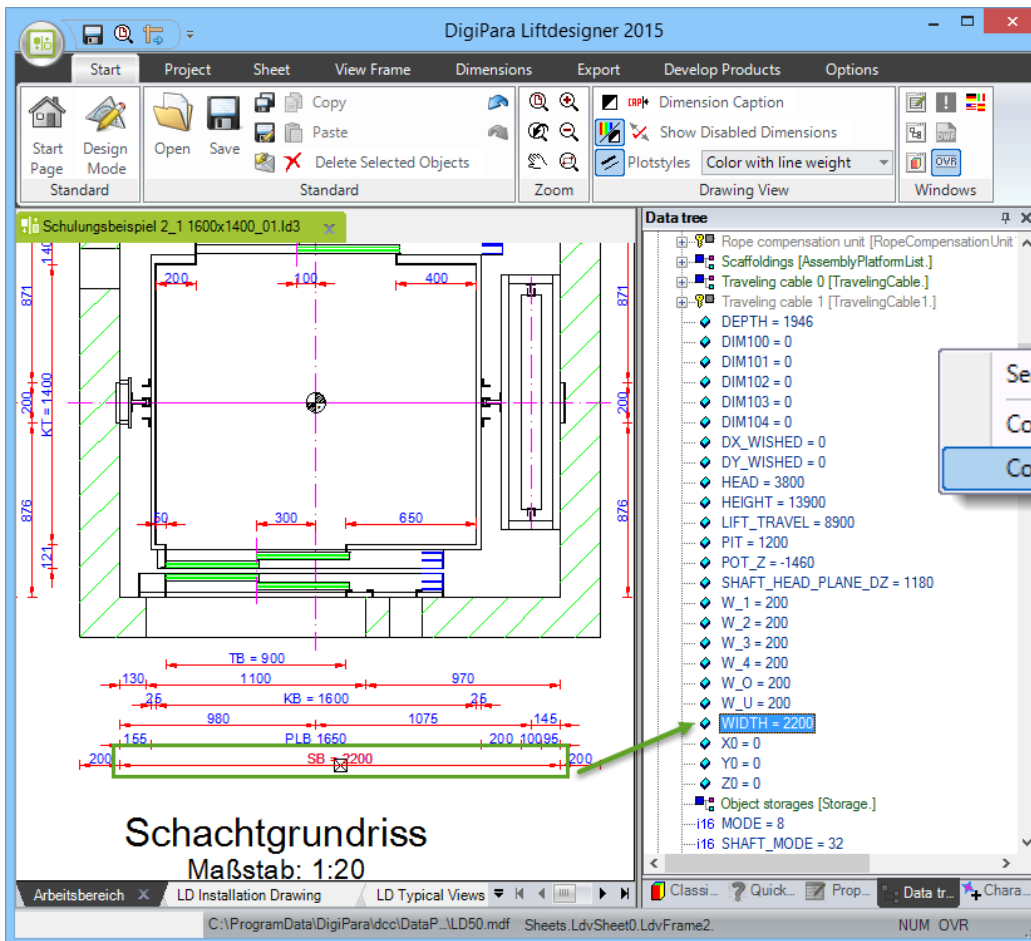 DigiPara Liftdesigner 2015
Start Project Sheet View Frame Dimensions Export Develop Products Options
Start Page
Design Mode
Open
Save
Copy
Paste
Delete Selected Objects
Dimension Caption
Show Disabled Dimensions
Plotstyles Color with line weight
OVR
Standard Standard Zoom Drawing View Windows
Schulungsbeispiel 2_1 1600x1400_01.ld3
200 100 400
871
871
200
KT = 1400
200
50 300 650
876
876
121
TB = 900
130 1100 970
25 KB = 1600 25
980 1075 145
155 PLB 1650 200 10095
200 SB = 2200 200
Schachtgrundriss
Maßstab: 1:20
Data tree
Rope compensation unit [RopeCompensationUnit
Scaffoldings [AssemblyPlatformList.]
Traveling cable 0 [TravelingCable.]
Traveling cable 1 [TravelingCable1.]
DEPTH = 1946
DIM100 = 0
DIM101 = 0
DIM102 = 0
DIM103 = 0
DIM104 = 0
DX_WISHED = 0
DY_WISHED = 0
HEAD = 3800
HEIGHT = 13900
LIFT_TRAVEL = 8900
PIT = 1200
POT_Z = -1460
SHAFT_HEAD_PLANE_DZ = 1180
W_1 = 200
W_2 = 200
W_3 = 200
W_4 = 200
W_O = 200
W_U = 200
WIDTH = 2200
X0 = 0
Y0 = 0
Z0 = 0
Object storages [Storage.]
i16 MODE = 8
i16 SHAFT_MODE = 32
Se
Co
Co
Classi... Quick... Prop... Data tr... Chara...
Arbeitsbereich LD Installation Drawing LD Typical Views
C:\ProgramData\DigiPara\dcc\DataP...\LD50.mdf Sheets.LdvSheet0.LdvFrame2. NUM OVR